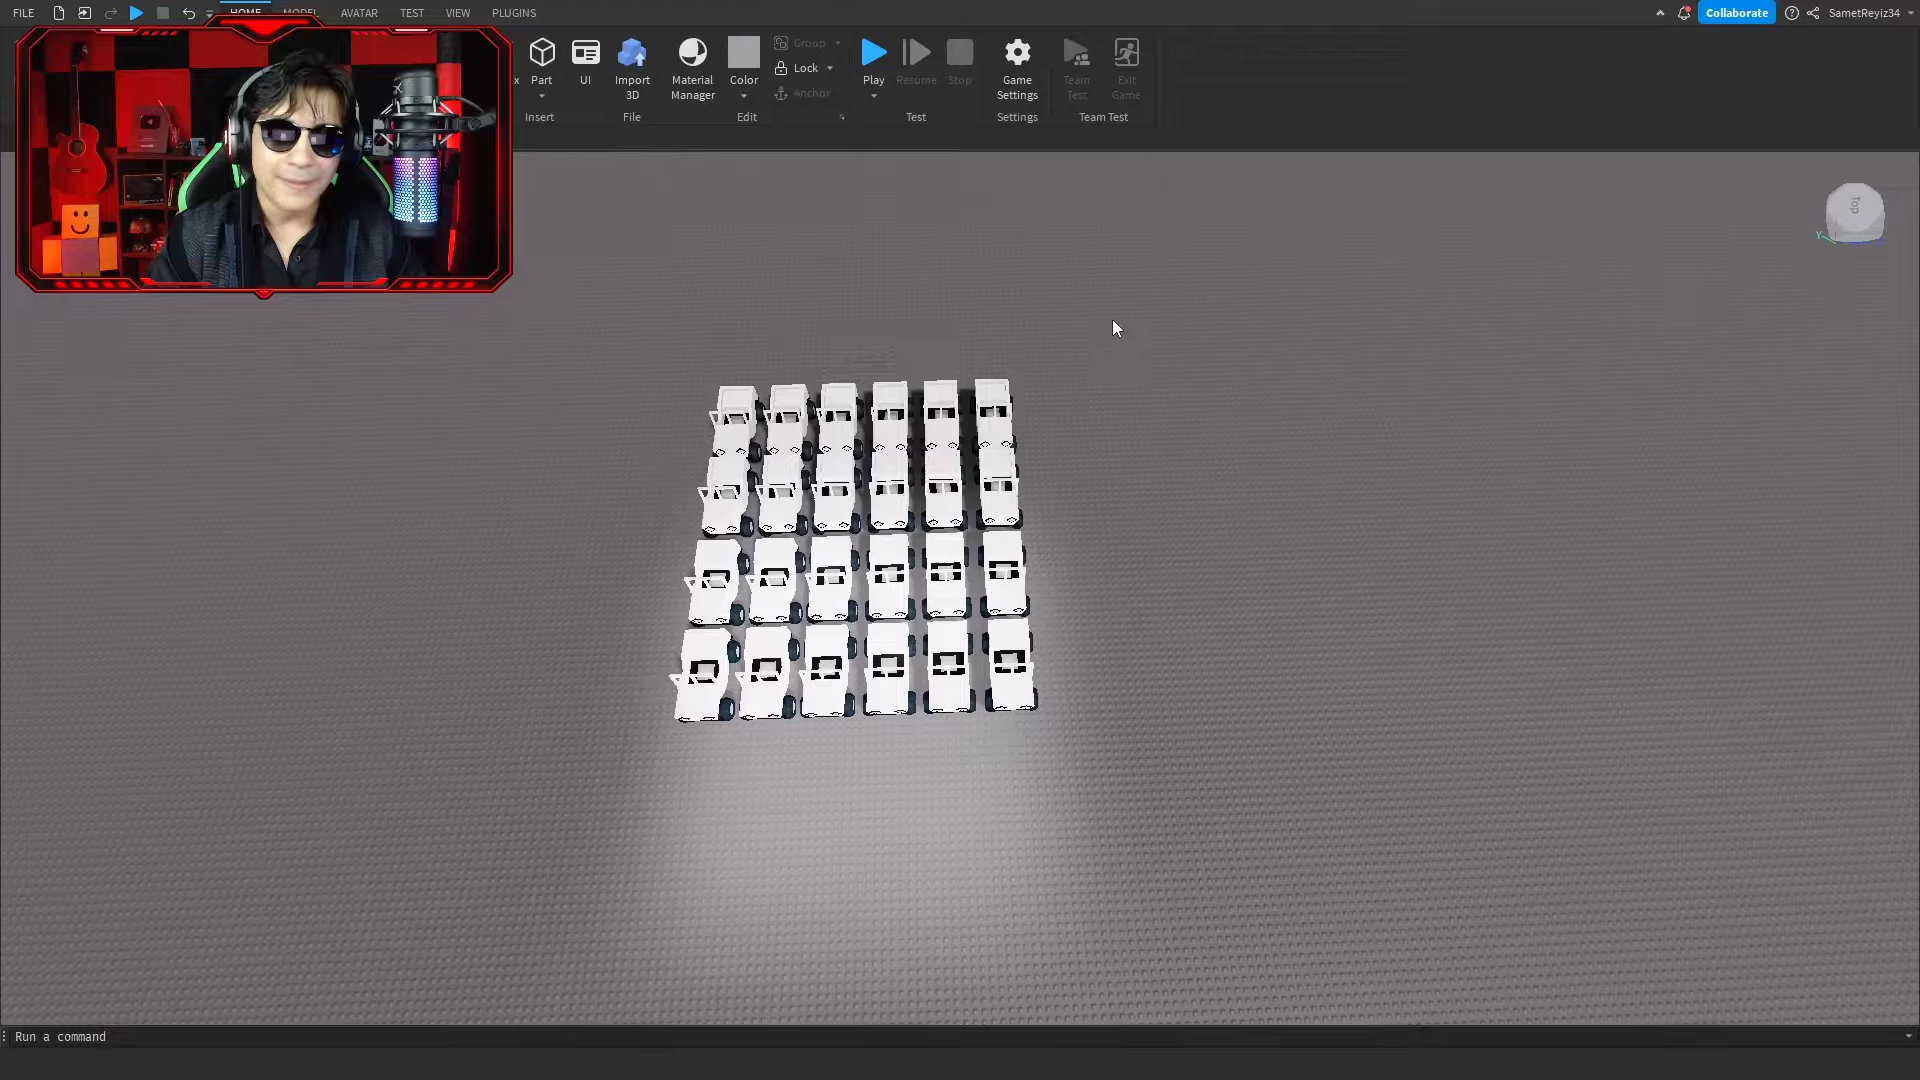 FILE
HOME
MODEL
AVATAR
TEST
VIEW
PLUGINS
Collaborate
SametReyiz34
x
Part
UI
Import
3D
Material
Manager
Color
Group
Lock
Anchor
Play
Resume
Stop
Game
Settings
Team
Test
Exit
Game
Insert
File
Edit
Test
Settings
Team Test
Top
Y
Run a command